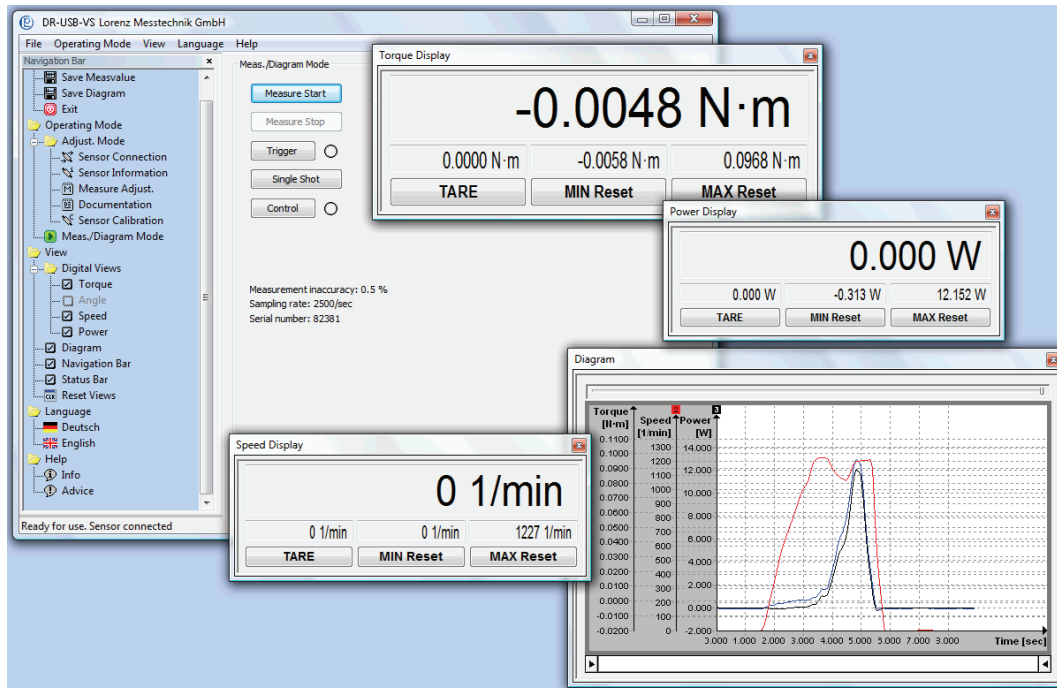 DR-USB-VS Lorenz Messtechnik GmbH
File Operating Mode View Language Help
Navigation Bar
Save Measvalue
Save Diagram
Exit
Operating Mode
Adjust. Mode
Sensor Connection
Sensor Information
Measure Adjust.
Documentation
Sensor Calibration
Meas./Diagram Mode
View
Digital Views
Torque
Angle
Speed
Power
Diagram
Navigation Bar
Status Bar
CLR Reset Views
Language
Deutsch
English
Help
Info
Advice
Ready for use. Sensor connected
Meas./Diagram Mode
Measure Start
Measure Stop
Trigger
Single Shot
Control
Measurement inaccuracy: 0.5 %
Sampling rate: 2500/sec
Serial number: 82381
Torque Display
-0.0048 N·m
0.0000 N·m -0.0058 N·m 0.0968 N·m
TARE MIN Reset MAX Reset
Power Display
0.000 W
0.000 W -0.313 W 12.152 W
TARE MIN Reset MAX Reset
Speed Display
0 1/min
0 1/min 0 1/min 1227 1/min
TARE MIN Reset MAX Reset
Diagram
3
Torque Speed Power
[N·m] [1/min] [W]
0.1100 1300 14.000
0.1000 1200
0.0900 1100 12.000
0.0800 1000
0.0700 900 10.000
0.0600 800 8.000
0.0500 700
0.0400 600 6.000
0.0300 500 4.000
0.0200 400
0.0100 300 2.000
0.0000 200 0.000
-0.0100 100
-0.0200 0 -2.000
1.000 2.000 3.000 4.000 5.000 6.000 7.000 Time [sec]